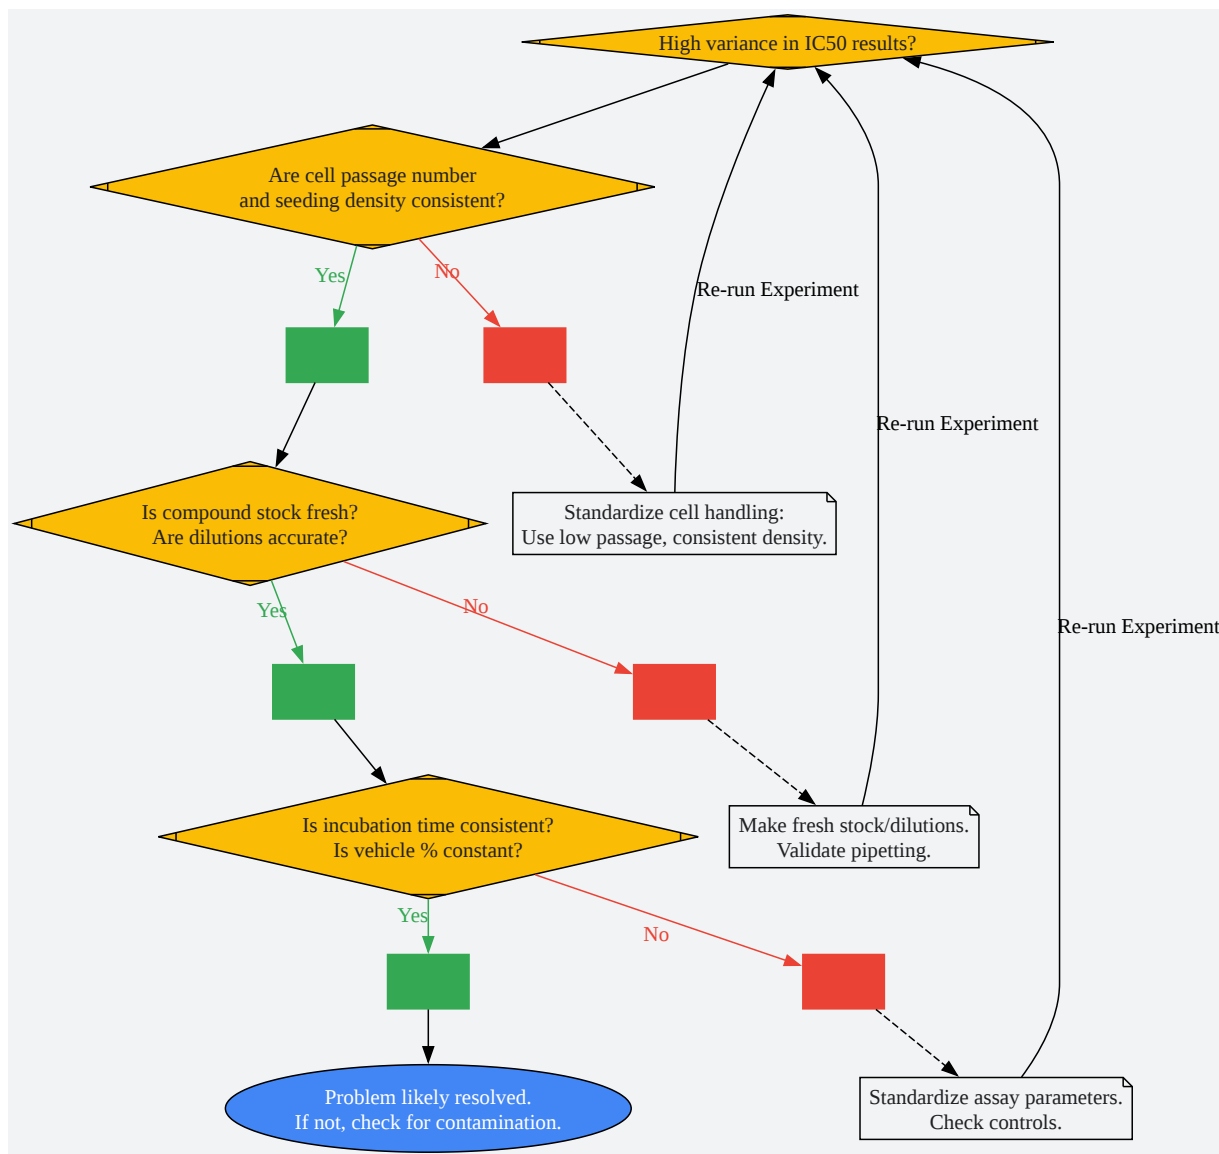 High variance in IC50 results?
Are cell passage number
and seeding density consistent?
Yes
No
Re-run Experiment
Re-run Experiment
Is compound stock fresh?
Are dilutions accurate?
Standardize cell handling:
Use low passage, consistent density.
Yes
No
Re-run Experiment
Is incubation time consistent?
Is vehicle % constant?
Make fresh stock/dilutions.
Validate pipetting.
Yes
No
Problem likely resolved.
If not, check for contamination.
Standardize assay parameters.
Check controls.